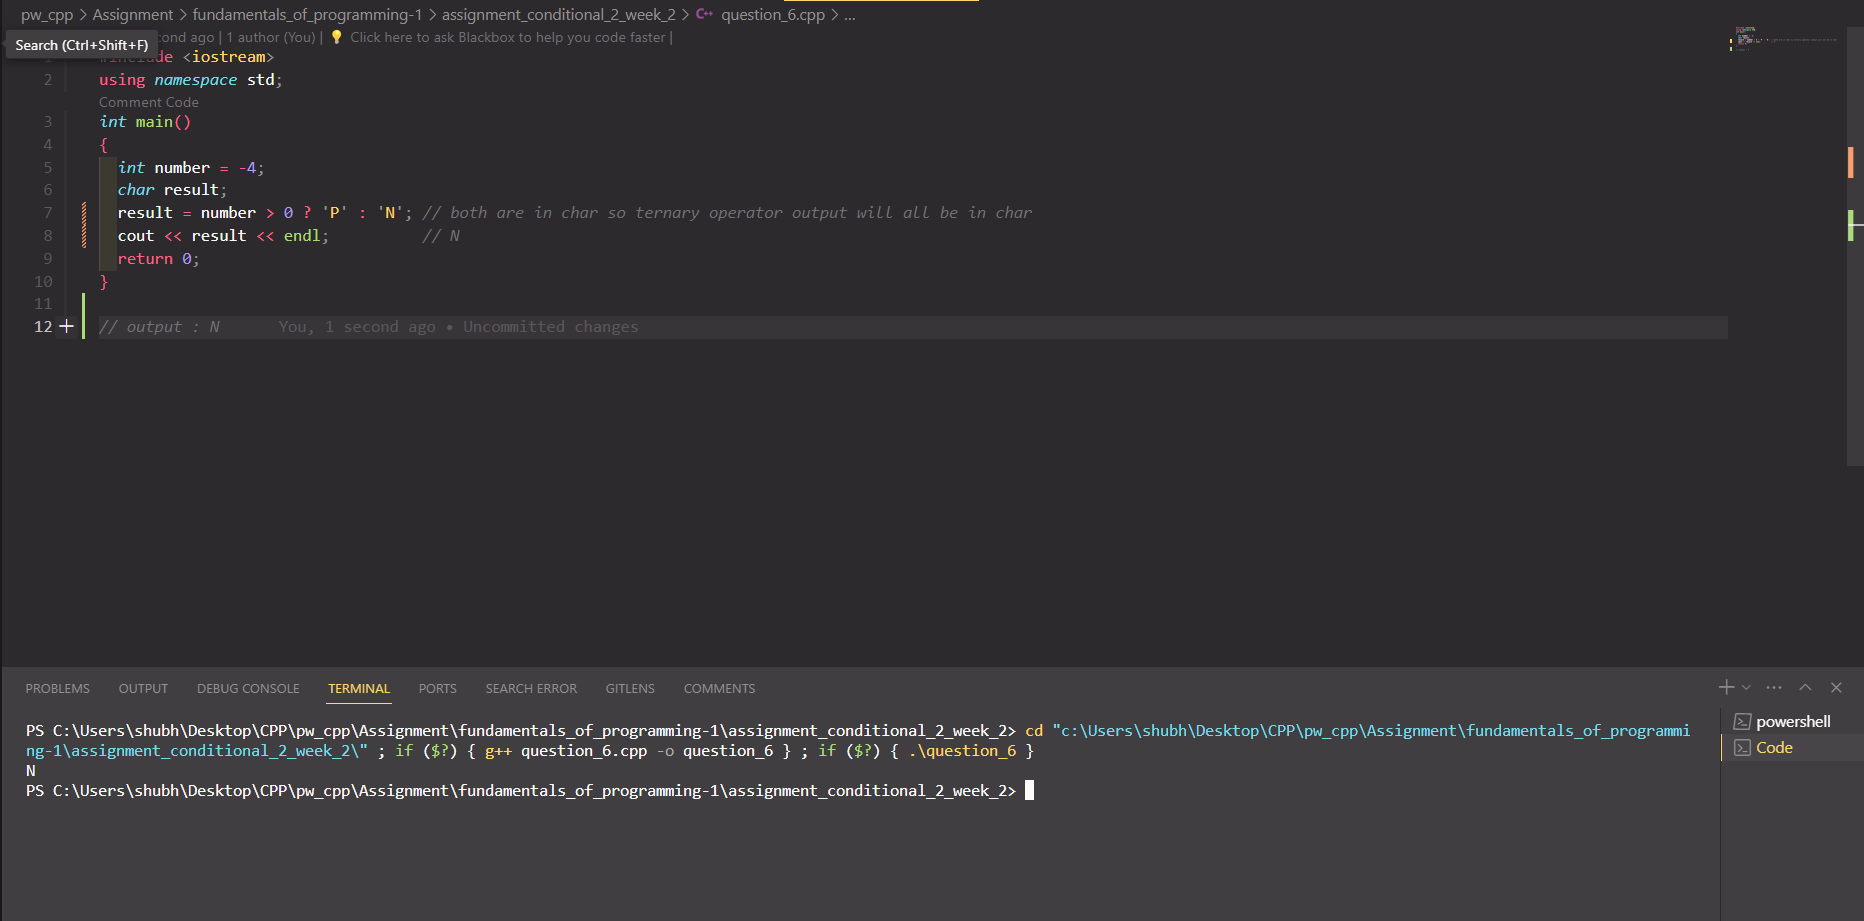 pw_cpp > Assignment > fundamentals_of_programming-1 > assignment_conditional_2_week_2 > C++ question_6.cpp > ...
Search (Ctrl+Shift+F)
ond ago | 1 author (You) | 💡 Click here to ask Blackbox to help you code faster |
1 #include <iostream>
2 using namespace std;
Comment Code
3 int main()
4 {
5 int number = -4;
6 char result;
7 result = number > 0 ? 'P' : 'N'; // both are in char so ternary operator output will all be in char
8 cout << result << endl; // N
9 return 0;
10 }
11
12 // output : N You, 1 second ago • Uncommitted changes
PROBLEMS OUTPUT DEBUG CONSOLE TERMINAL PORTS SEARCH ERROR GITLENS COMMENTS
PS C:\Users\shubh\Desktop\CPP\pw_cpp\Assignment\fundamentals_of_programming-1\assignment_conditional_2_week_2> cd "c:\Users\shubh\Desktop\CPP\pw_cpp\Assignment\fundamentals_of_programmi
ng-1\assignment_conditional_2_week_2\" ; if ($?) { g++ question_6.cpp -o question_6 } ; if ($?) { .\question_6 }
N
PS C:\Users\shubh\Desktop\CPP\pw_cpp\Assignment\fundamentals_of_programming-1\assignment_conditional_2_week_2>
powershell
Code